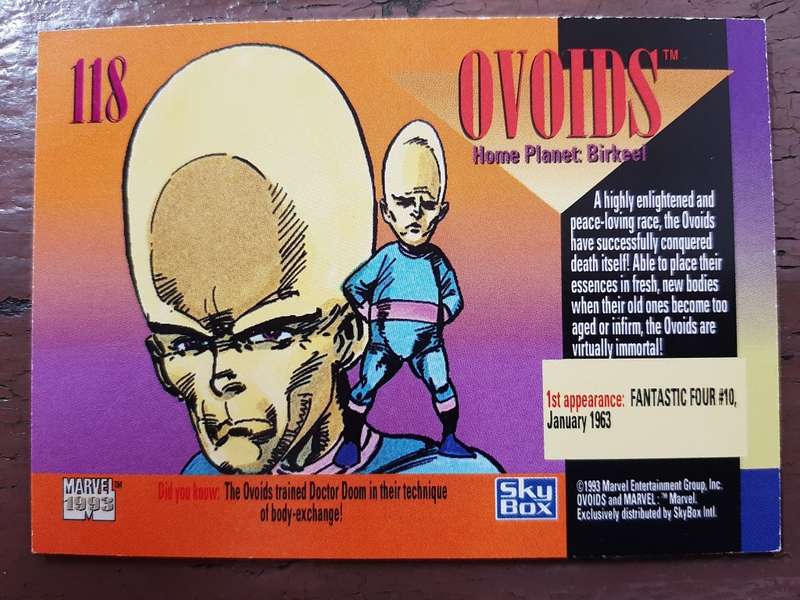 118
OVOIDS™
Home Planet: Birkeel
A highly enlightened and
peace-loving race, the Ovoids
have successfully conquered
death itself! Able to place their
essences in fresh, new bodies
when their old ones become too
aged or infirm, the Ovoids are
virtually immortal!
1st appearance: FANTASTIC FOUR #10,
January 1963
MARVEL™
1993
Did you know: The Ovoids trained Doctor Doom in their technique
of body-exchange!
Sky
Box
©1993 Marvel Entertainment Group, Inc.
OVOIDS and MARVEL: ™ Marvel.
Exclusively distributed by SkyBox Intl.